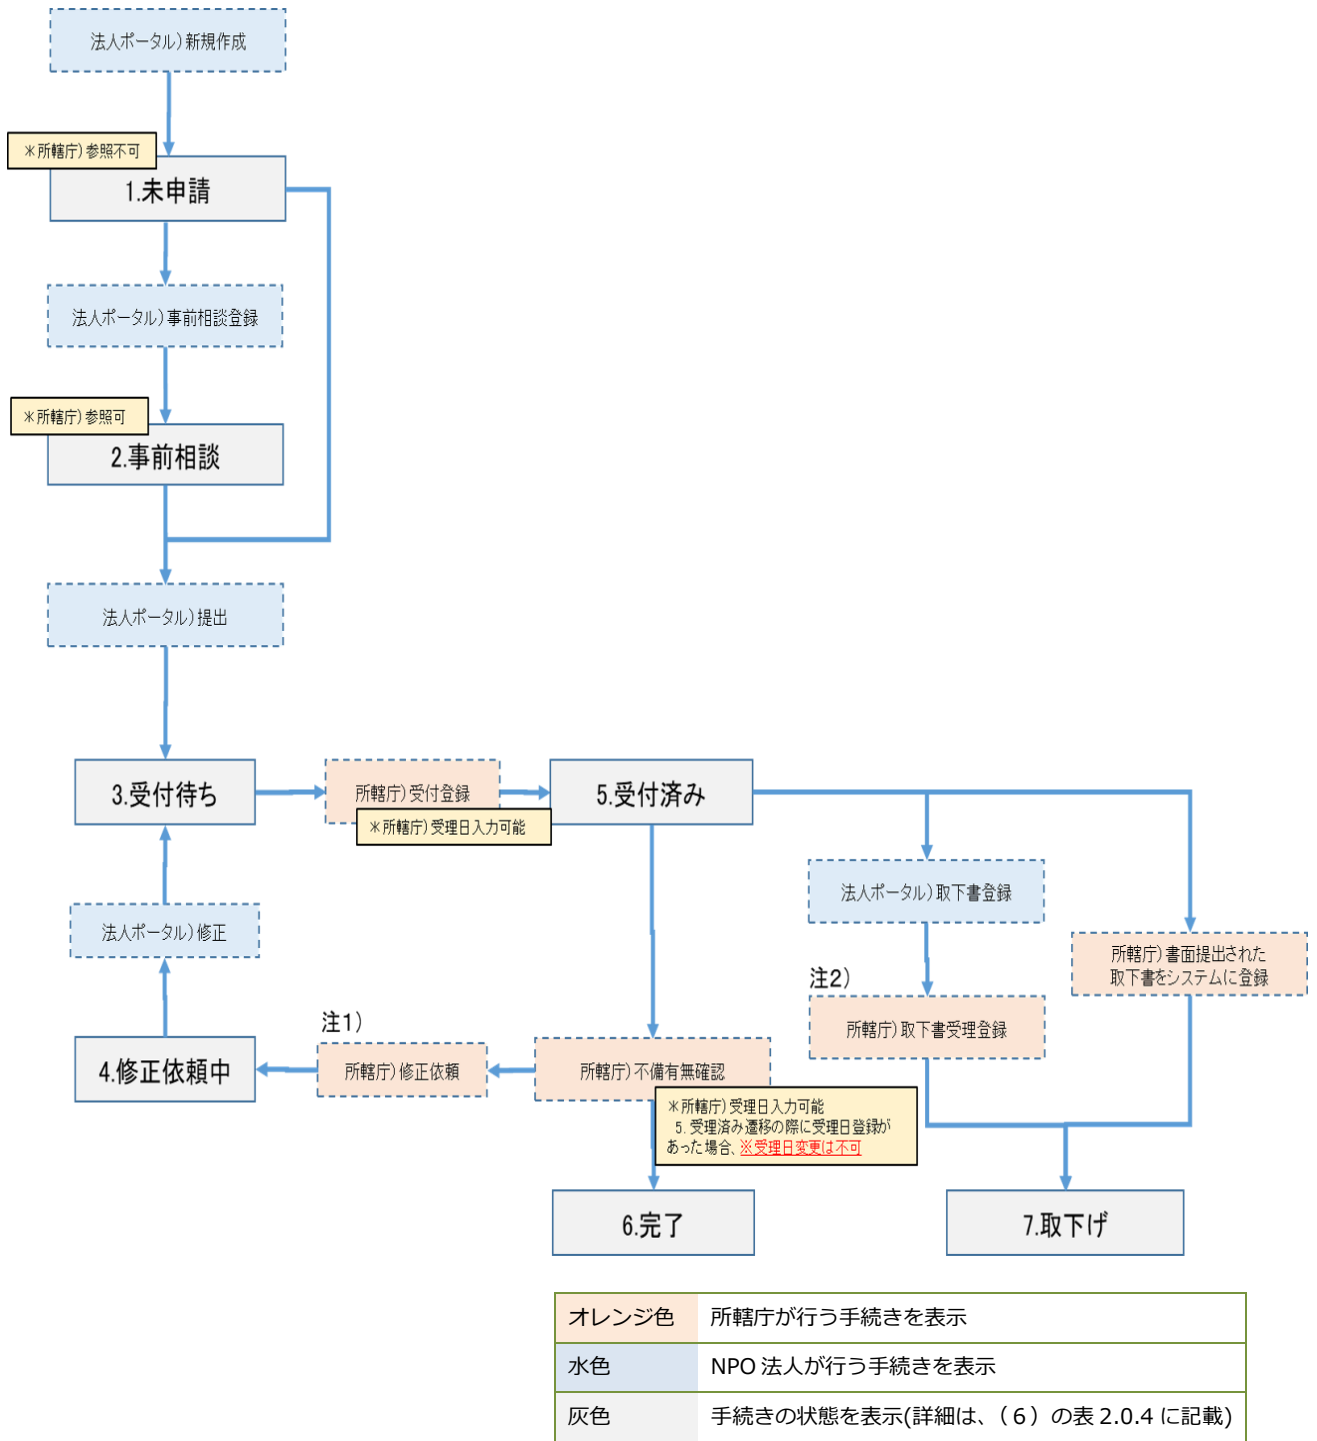 法人ポータル）新規作成
＊所轄庁）参照不可
1.未申請
法人ポータル）事前相談登録
＊所轄庁）参照可
2.事前相談
法人ポータル）提出
3.受付待ち
所轄庁）受付登録
＊所轄庁）受理日入力可能
5.受付済み
法人ポータル）取下書登録
所轄庁）書面提出された
取下書をシステムに登録
法人ポータル）修正
注2）
所轄庁）取下書受理登録
注1）
4.修正依頼中
所轄庁）修正依頼
所轄庁）不備有無確認
＊所轄庁）受理日入力可能
5. 受理済み遷移の際に受理日登録が
あった場合、※受理日変更は不可
6.完了
7.取下げ
オレンジ色 所轄庁が行う手続きを表示
水色 NPO 法人が行う手続きを表示
灰色 手続きの状態を表示(詳細は、（６）の表 2.0.4 に記載)